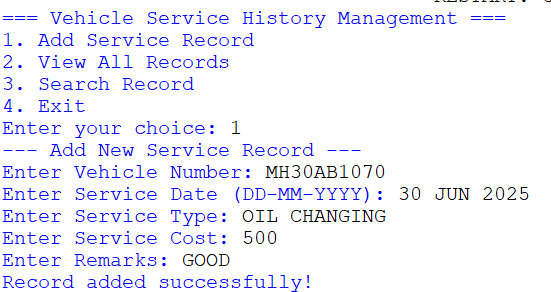 === Vehicle Service History Management ===
1. Add Service Record
2. View All Records
3. Search Record
4. Exit
Enter your choice: 1
--- Add New Service Record ---
Enter Vehicle Number: MH30AB1070
Enter Service Date (DD-MM-YYYY): 30 JUN 2025
Enter Service Type: OIL CHANGING
Enter Service Cost: 500
Enter Remarks: GOOD
Record added successfully!